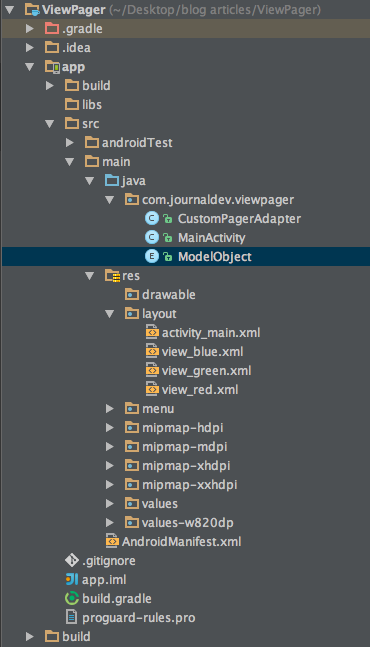 ViewPager (~/Desktop/blog articles/ViewPager)
.gradle
.idea
app
build
libs
src
androidTest
main
java
com.journaldev.viewpager
C CustomPagerAdapter
C MainActivity
E ModelObject
res
drawable
layout
activity_main.xml
view_blue.xml
view_green.xml
view_red.xml
menu
mipmap-hdpi
mipmap-mdpi
mipmap-xhdpi
mipmap-xxhdpi
values
values-w820dp
AndroidManifest.xml
.gitignore
app.iml
build.gradle
proguard-rules.pro
build